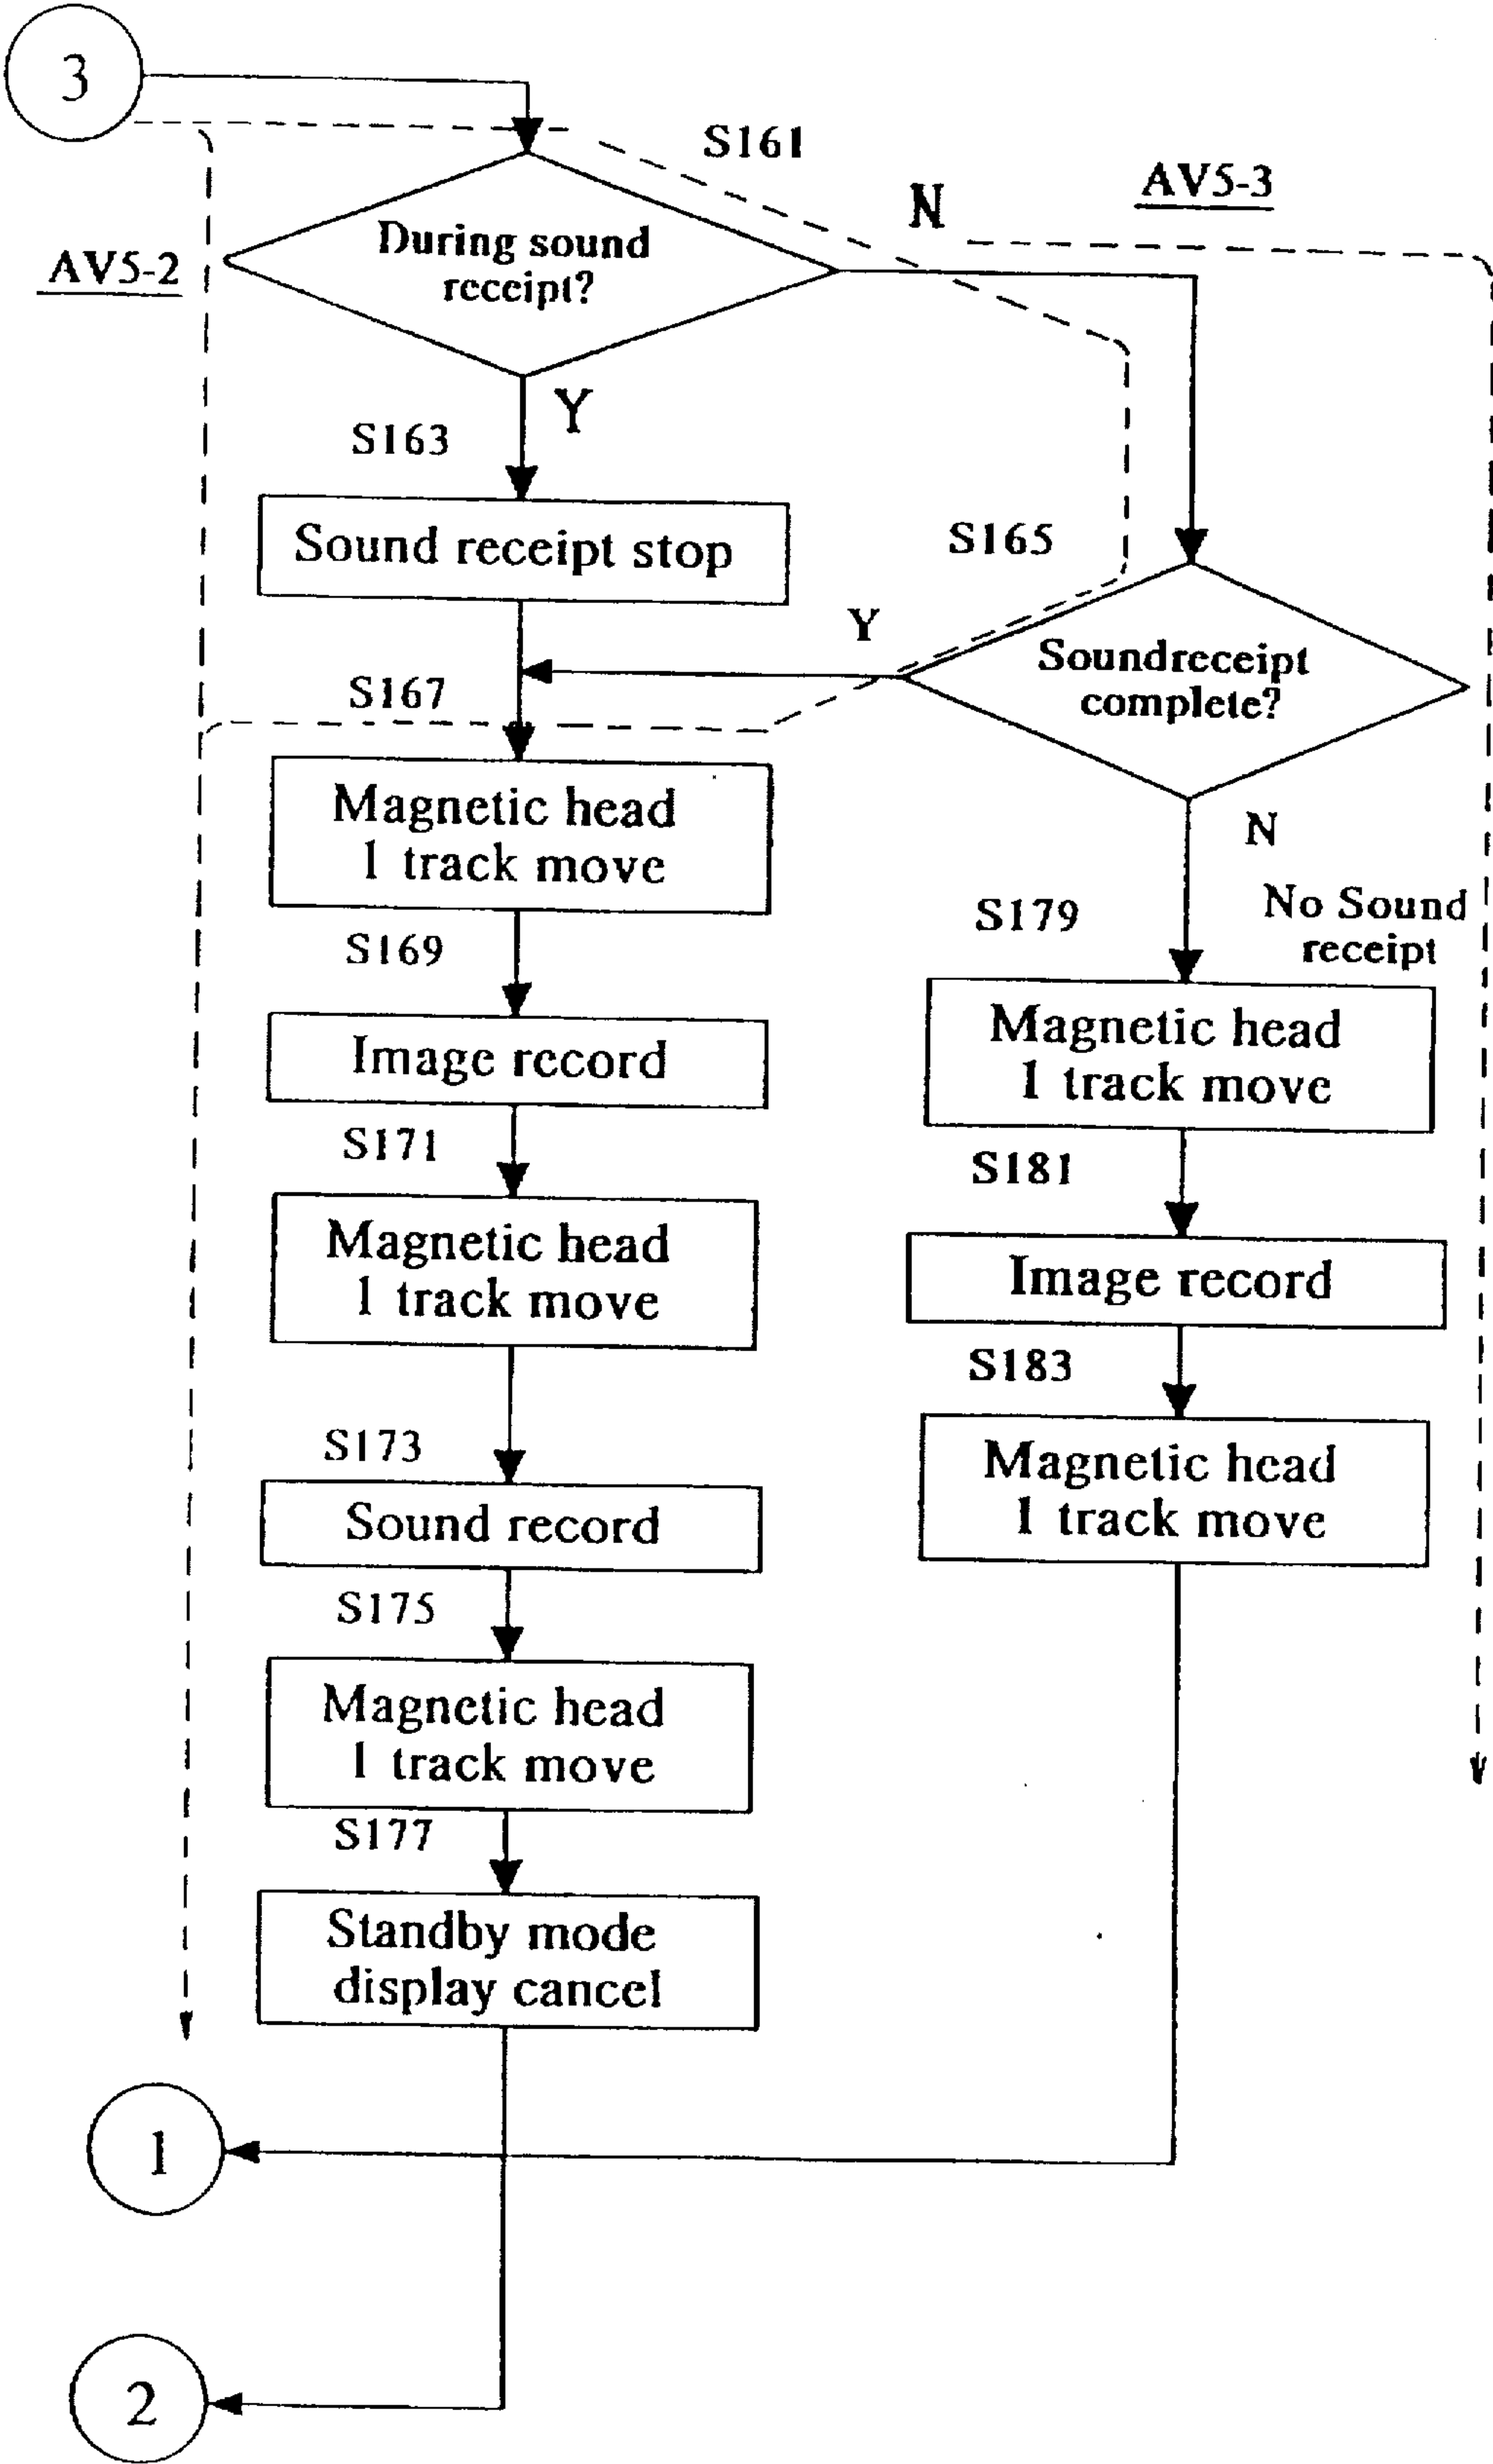 3
S161
AV5-3
N
During sound
receipt?
AV5-2
Y
S163
Sound receipt stop
S165
Y
Soundreceipt
complete?
S167
Magnetic head
1 track move
N
No Sound
receipt
S169
S179
Image record
Magnetic head
1 track move
S171
S181
Magnetic head
1 track move
Image record
S183
S173
Magnetic head
1 track move
Sound record
S175
Magnetic head
1 track move
S177
Standby mode
display cancel
1
2